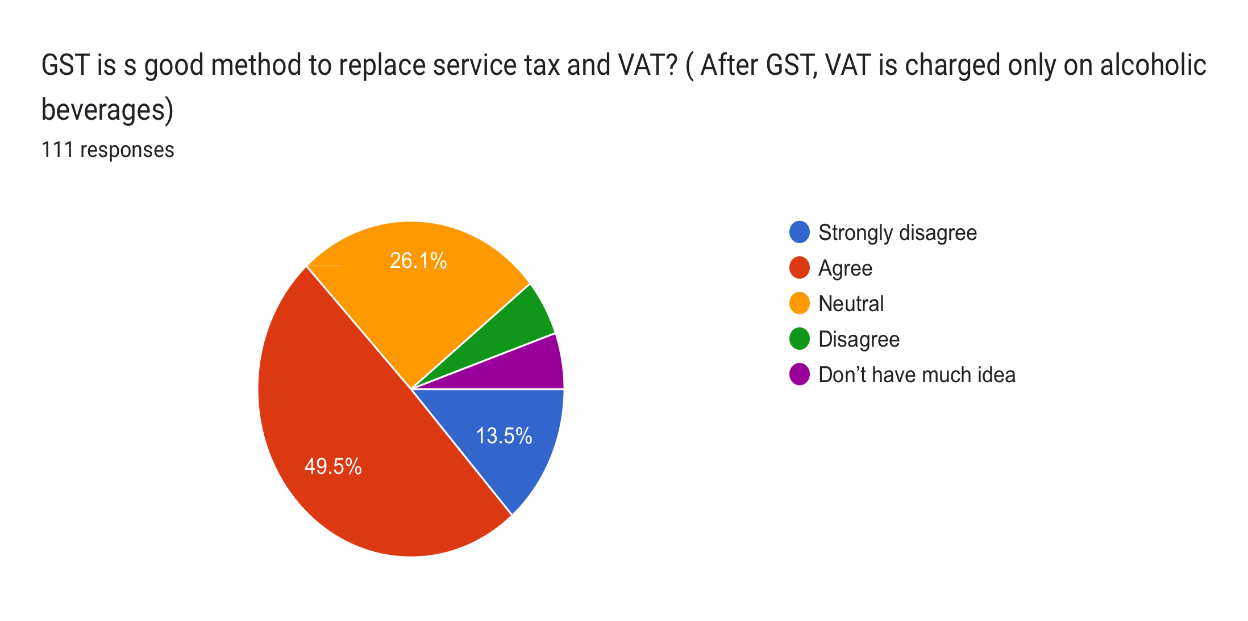 GST is s good method to replace service tax and VAT? ( After GST, VAT is charged only on alcoholic
beverages)
111 responses
26.1%
13.5%
49.5%
Strongly disagree
Agree
Neutral
Disagree
Don’t have much idea